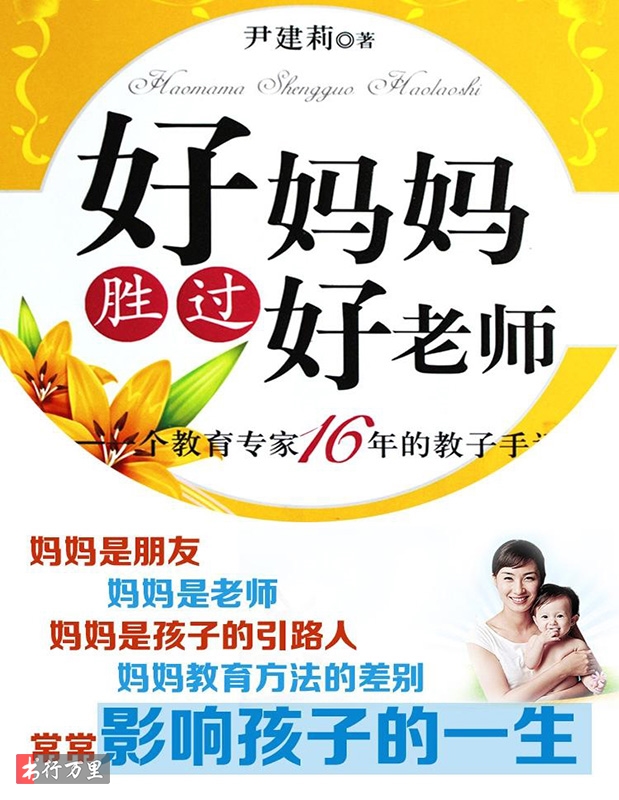 尹建莉◎著
Haomama Shengguo Haolaoshi
好妈妈
胜过
好老师
一个教育专家16年的教子手
妈妈是朋友
妈妈是老师
妈妈是孩子的引路人
妈妈教育方法的差别
常常影响孩子的一生
书行万里